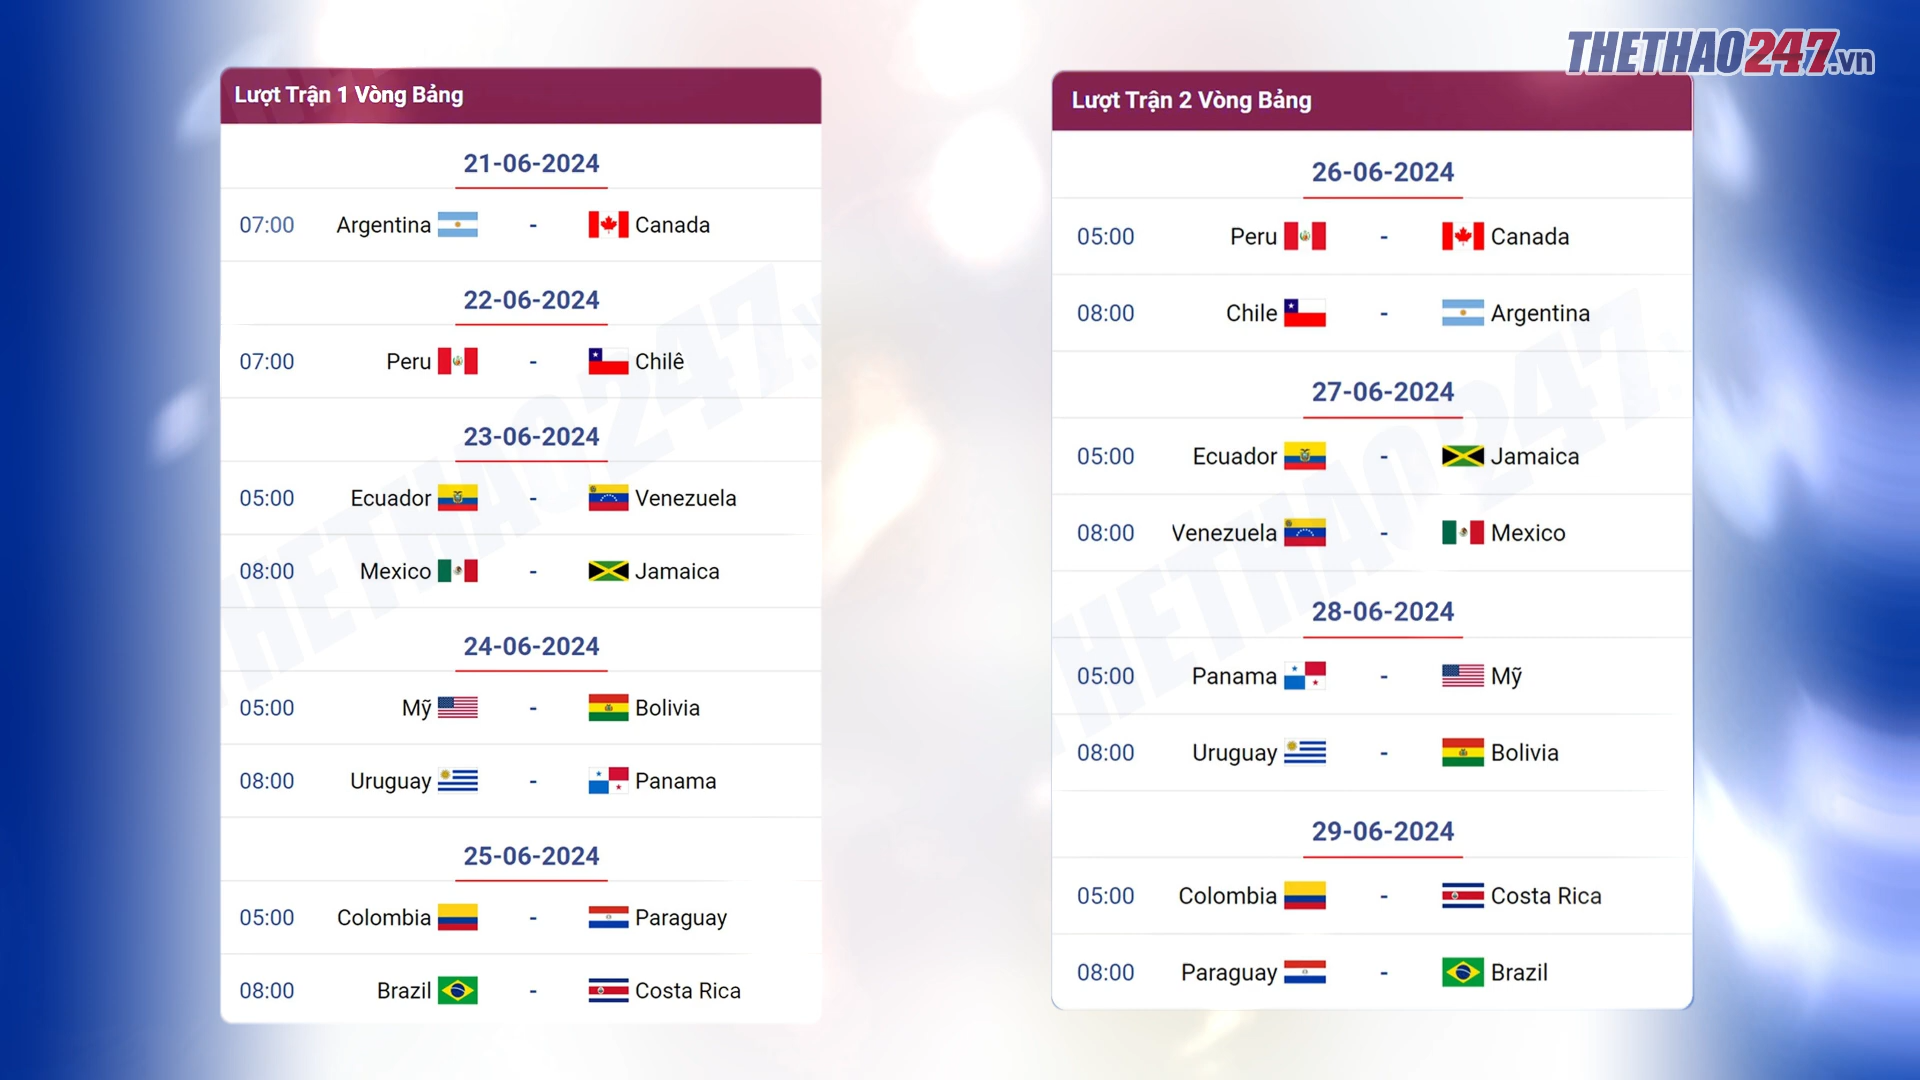 THETHAO247.vn
Lượt Trận 1 Vòng Bảng
21-06-2024
07:00 Argentina - Canada
22-06-2024
07:00 Peru - Chilê
23-06-2024
05:00 Ecuador - Venezuela
08:00 Mexico - Jamaica
24-06-2024
05:00 Mỹ - Bolivia
08:00 Uruguay - Panama
25-06-2024
05:00 Colombia - Paraguay
08:00 Brazil - Costa Rica
Lượt Trận 2 Vòng Bảng
26-06-2024
05:00 Peru - Canada
08:00 Chile - Argentina
27-06-2024
05:00 Ecuador - Jamaica
08:00 Venezuela - Mexico
28-06-2024
05:00 Panama - Mỹ
08:00 Uruguay - Bolivia
29-06-2024
05:00 Colombia - Costa Rica
08:00 Paraguay - Brazil
THETHAO247.v
THETHAO247